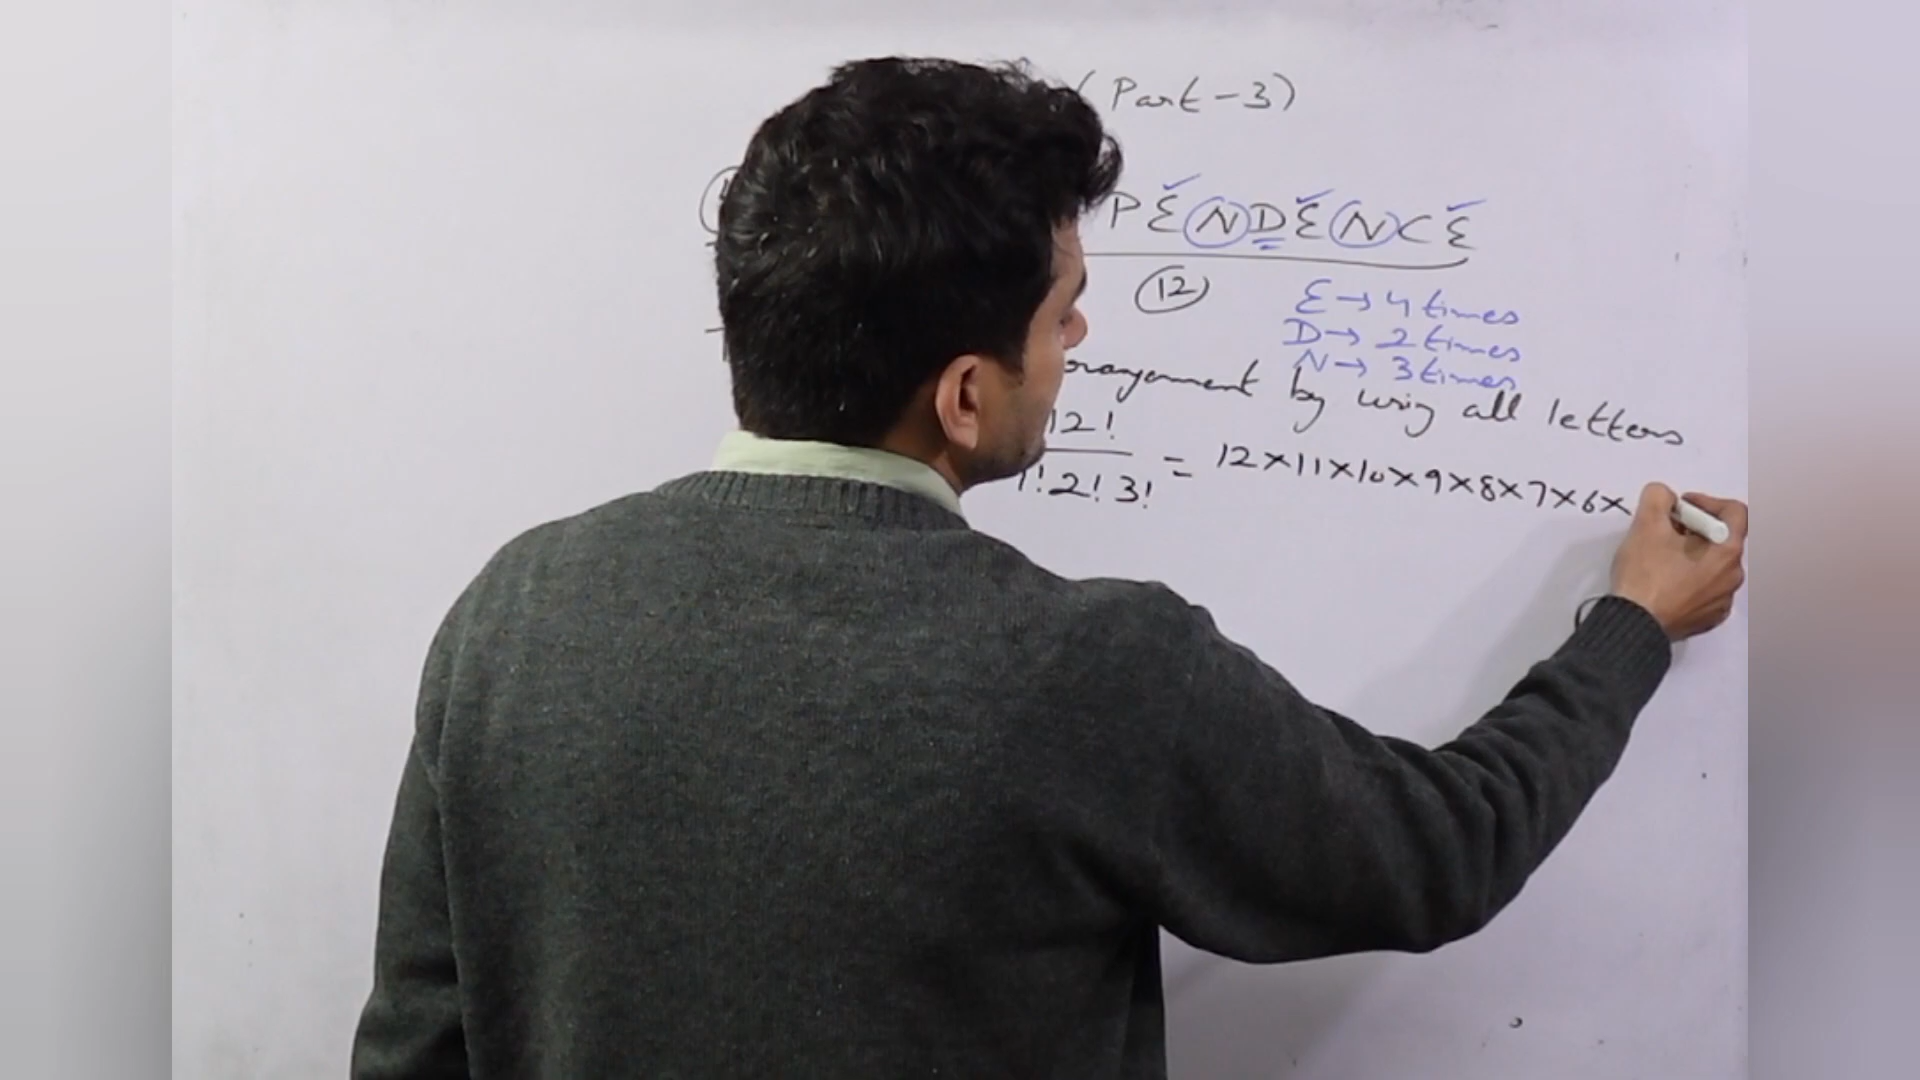 (Part-3)
PENDENCE
12
E → 4 times
D → 2 times
N → 3 times
by using all letters
12!
! 2! 3! = 12×11×10×9×8×7×6×